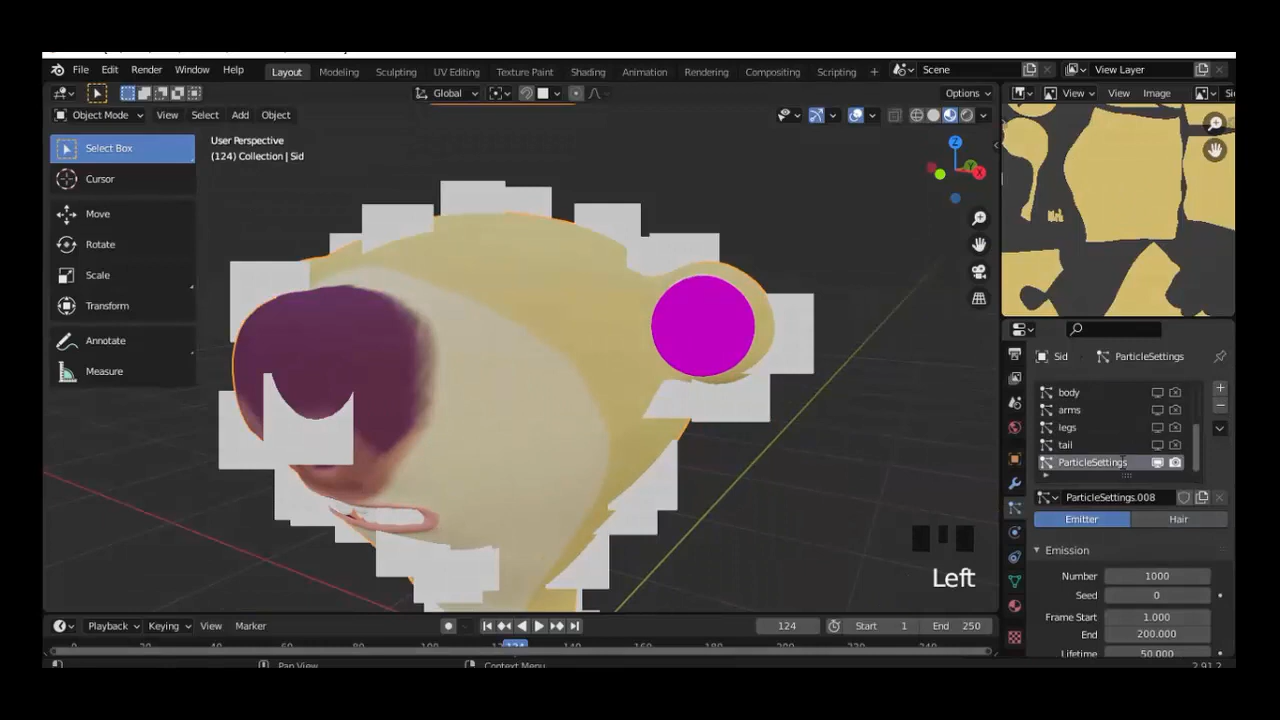 File Edit Render Window Help Layout Modeling Sculpting UV Editing Texture Paint Shading Animation Rendering Compositing Scripting + Scene View Layer
Global Options View View Image
Object Mode View Select Add Object
Select Box
User Perspective
(124) Collection | Sid
Cursor
Move
Rotate
Scale
Transform
Annotate
Measure
Z
Y
X
Sid ParticleSettings
body
arms
legs
tail
ParticleSettings
ParticleSettings.008
Emitter Hair
Emission
Number 1000
Seed 0
Frame Start 1.000
End 200.000
Lifetime 50.000
Left
Playback Keying View Marker 124 Start 1 End 250
Pan View Context Menu 2.91.2